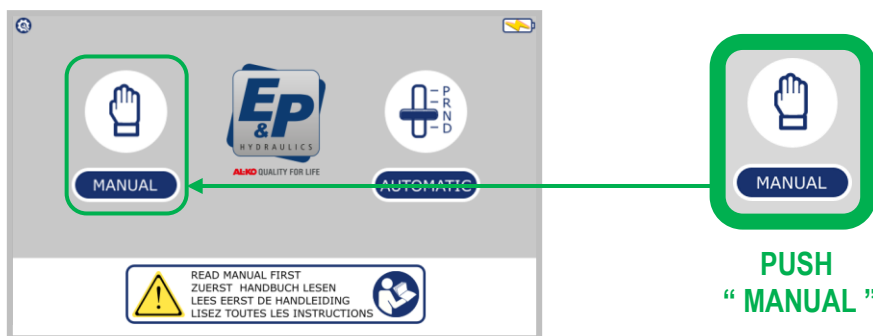 MANUAL
E&P
HYDRAULICS
AL-KO QUALITY FOR LIFE
P
R
N
D
AUTOMATIC
READ MANUAL FIRST
ZUERST HANDBUCH LESEN
LEES EERST DE HANDLEIDING
LISEZ TOUTES LES INSTRUCTIONS
MANUAL
PUSH
“ MANUAL ”